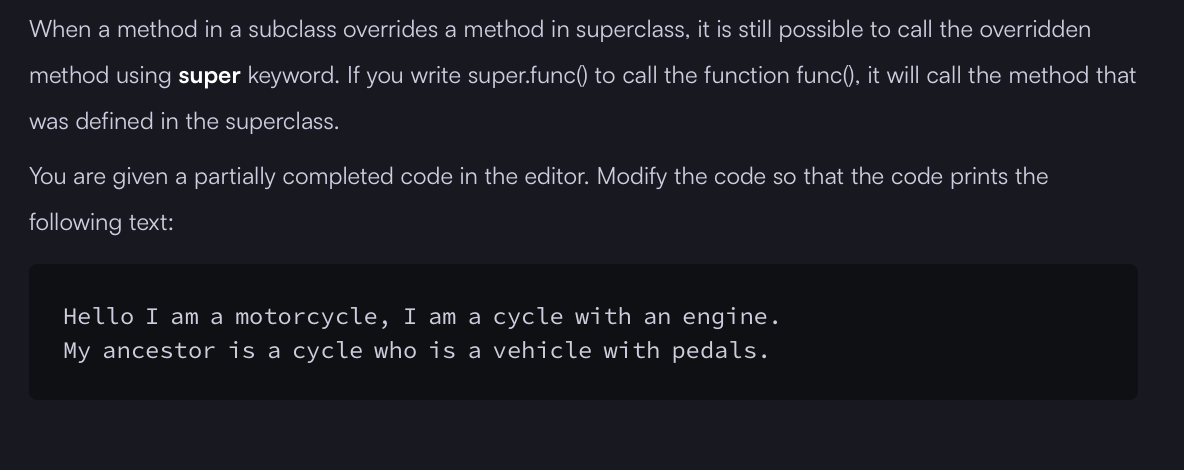 When a method in a subclass overrides a method in superclass, it is still possible to call the overridden
method using super keyword. If you write super.func() to call the function func(), it will call the method that
was defined in the superclass.
You are given a partially completed code in the editor. Modify the code so that the code prints the
following text:
Hello I am a motorcycle, I am a cycle with an engine.
My ancestor is a cycle who is a vehicle with pedals.